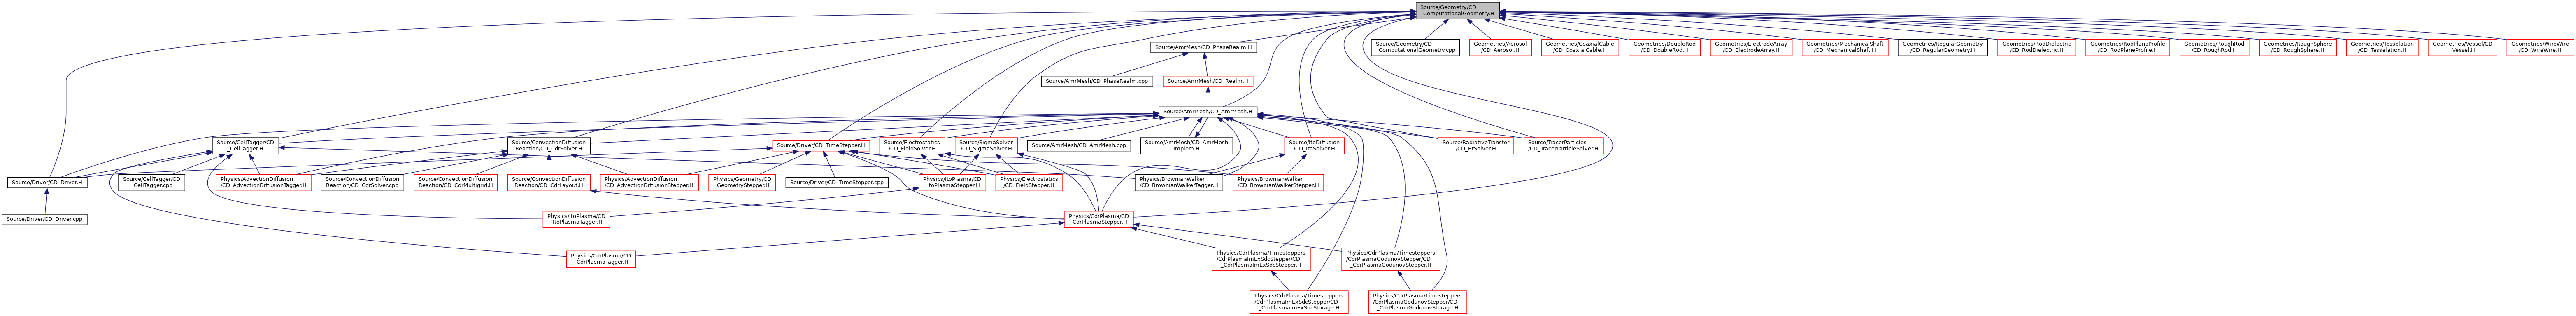 Source/Geometry/CD
_ComputationalGeometry.H
Source/AmrMesh/CD_PhaseRealm.H
Source/Geometry/CD
_ComputationalGeometry.cpp
Geometries/Aerosol
/CD_Aerosol.H
Geometries/CoaxialCable
/CD_CoaxialCable.H
Geometries/DoubleRod
/CD_DoubleRod.H
Geometries/ElectrodeArray
/CD_ElectrodeArray.H
Geometries/MechanicalShaft
/CD_MechanicalShaft.H
Geometries/RegularGeometry
/CD_RegularGeometry.H
Geometries/RodDielectric
/CD_RodDielectric.H
Geometries/RodPlaneProfile
/CD_RodPlaneProfile.H
Geometries/RoughRod
/CD_RoughRod.H
Geometries/RoughSphere
/CD_RoughSphere.H
Geometries/Tesselation
/CD_Tesselation.H
Geometries/Vessel/CD
_Vessel.H
Geometries/WireWire
/CD_WireWire.H
Source/AmrMesh/CD_PhaseRealm.cpp
Source/AmrMesh/CD_Realm.H
Source/AmrMesh/CD_AmrMesh.H
Source/CellTagger/CD
_CellTagger.H
Source/ConvectionDiffusion
Reaction/CD_CdrSolver.H
Source/Driver/CD_TimeStepper.H
Source/Electrostatics
/CD_FieldSolver.H
Source/SigmaSolver
/CD_SigmaSolver.H
Source/AmrMesh/CD_AmrMesh.cpp
Source/AmrMesh/CD_AmrMesh
Implem.H
Source/ItoDiffusion
/CD_ItoSolver.H
Source/RadiativeTransfer
/CD_RtSolver.H
Source/TracerParticles
/CD_TracerParticleSolver.H
Source/Driver/CD_Driver.H
Source/CellTagger/CD
_CellTagger.cpp
Physics/AdvectionDiffusion
/CD_AdvectionDiffusionTagger.H
Source/ConvectionDiffusion
Reaction/CD_CdrSolver.cpp
Source/ConvectionDiffusion
Reaction/CD_CdrMultigrid.H
Source/ConvectionDiffusion
Reaction/CD_CdrLayout.H
Physics/AdvectionDiffusion
/CD_AdvectionDiffusionStepper.H
Physics/Geometry/CD
_GeometryStepper.H
Source/Driver/CD_TimeStepper.cpp
Physics/ItoPlasma/CD
_ItoPlasmaStepper.H
Physics/Electrostatics
/CD_FieldStepper.H
Physics/BrownianWalker
/CD_BrownianWalkerTagger.H
Physics/BrownianWalker
/CD_BrownianWalkerStepper.H
Source/Driver/CD_Driver.cpp
Physics/ItoPlasma/CD
_ItoPlasmaTagger.H
Physics/CdrPlasma/CD
_CdrPlasmaStepper.H
Physics/CdrPlasma/CD
_CdrPlasmaTagger.H
Physics/CdrPlasma/Timesteppers
/CdrPlasmaImExSdcStepper/CD
_CdrPlasmaImExSdcStepper.H
Physics/CdrPlasma/Timesteppers
/CdrPlasmaGodunovStepper/CD
_CdrPlasmaGodunovStepper.H
Physics/CdrPlasma/Timesteppers
/CdrPlasmaImExSdcStepper/CD
_CdrPlasmaImExSdcStorage.H
Physics/CdrPlasma/Timesteppers
/CdrPlasmaGodunovStepper/CD
_CdrPlasmaGodunovStorage.H